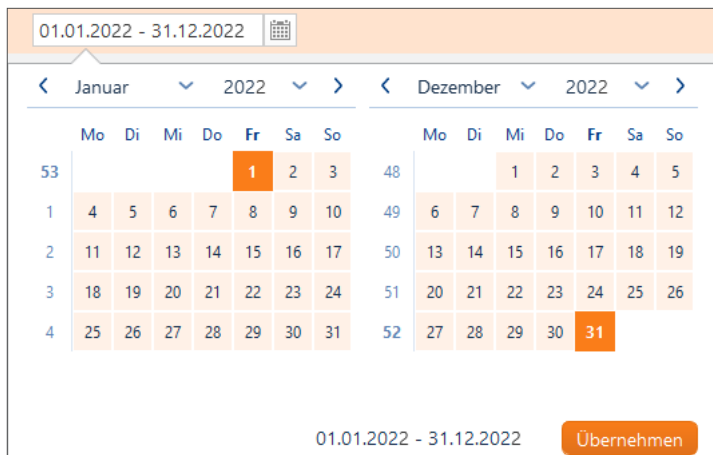 01.01.2022 - 31.12.2022
Januar 2022 Dezember 2022
Mo Di Mi Do Fr Sa So Mo Di Mi Do Fr Sa So
53 1 2 3 48 1 2 3 4 5
1 4 5 6 7 8 9 10 49 6 7 8 9 10 11 12
2 11 12 13 14 15 16 17 50 13 14 15 16 17 18 19
3 18 19 20 21 22 23 24 51 20 21 22 23 24 25 26
4 25 26 27 28 29 30 31 52 27 28 29 30 31
01.01.2022 - 31.12.2022 Übernehmen